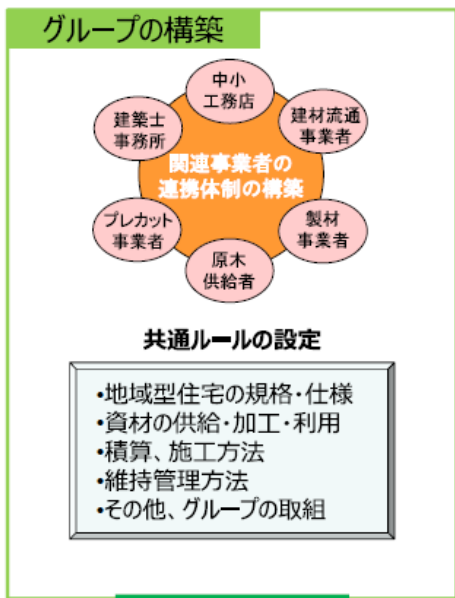 グループの構築
中小
工務店
建築士
事務所
建材流通
事業者
関連事業者の
連携体制の構築
プレカット
事業者
製材
事業者
原木
供給者
共通ルールの設定
•地域型住宅の規格・仕様
•資材の供給・加工・利用
•積算、施工方法
•維持管理方法
•その他、グループの取組